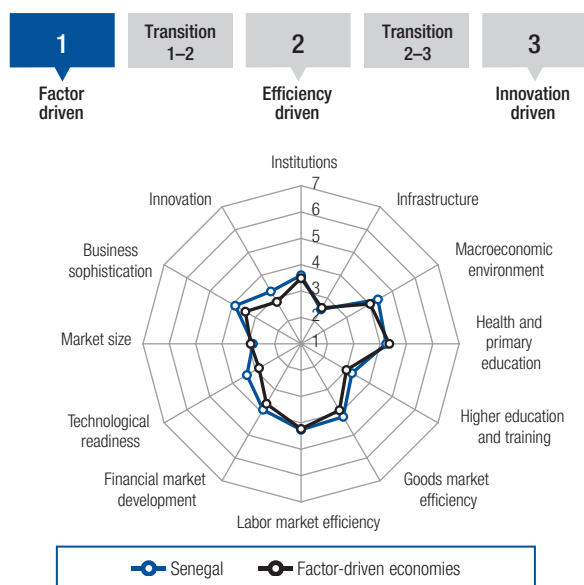 1
Transition
1–2
2
Transition
2–3
3
Factor
driven
Efficiency
driven
Innovation
driven
Institutions
7
Innovation
Infrastructure
6
5
Business
sophistication
Macroeconomic
environment
4
3
2
Market size
1
Health and
primary
education
Technological
readiness
Higher education
and training
Financial market
development
Goods market
efficiency
Labor market efficiency
Senegal
Factor-driven economies